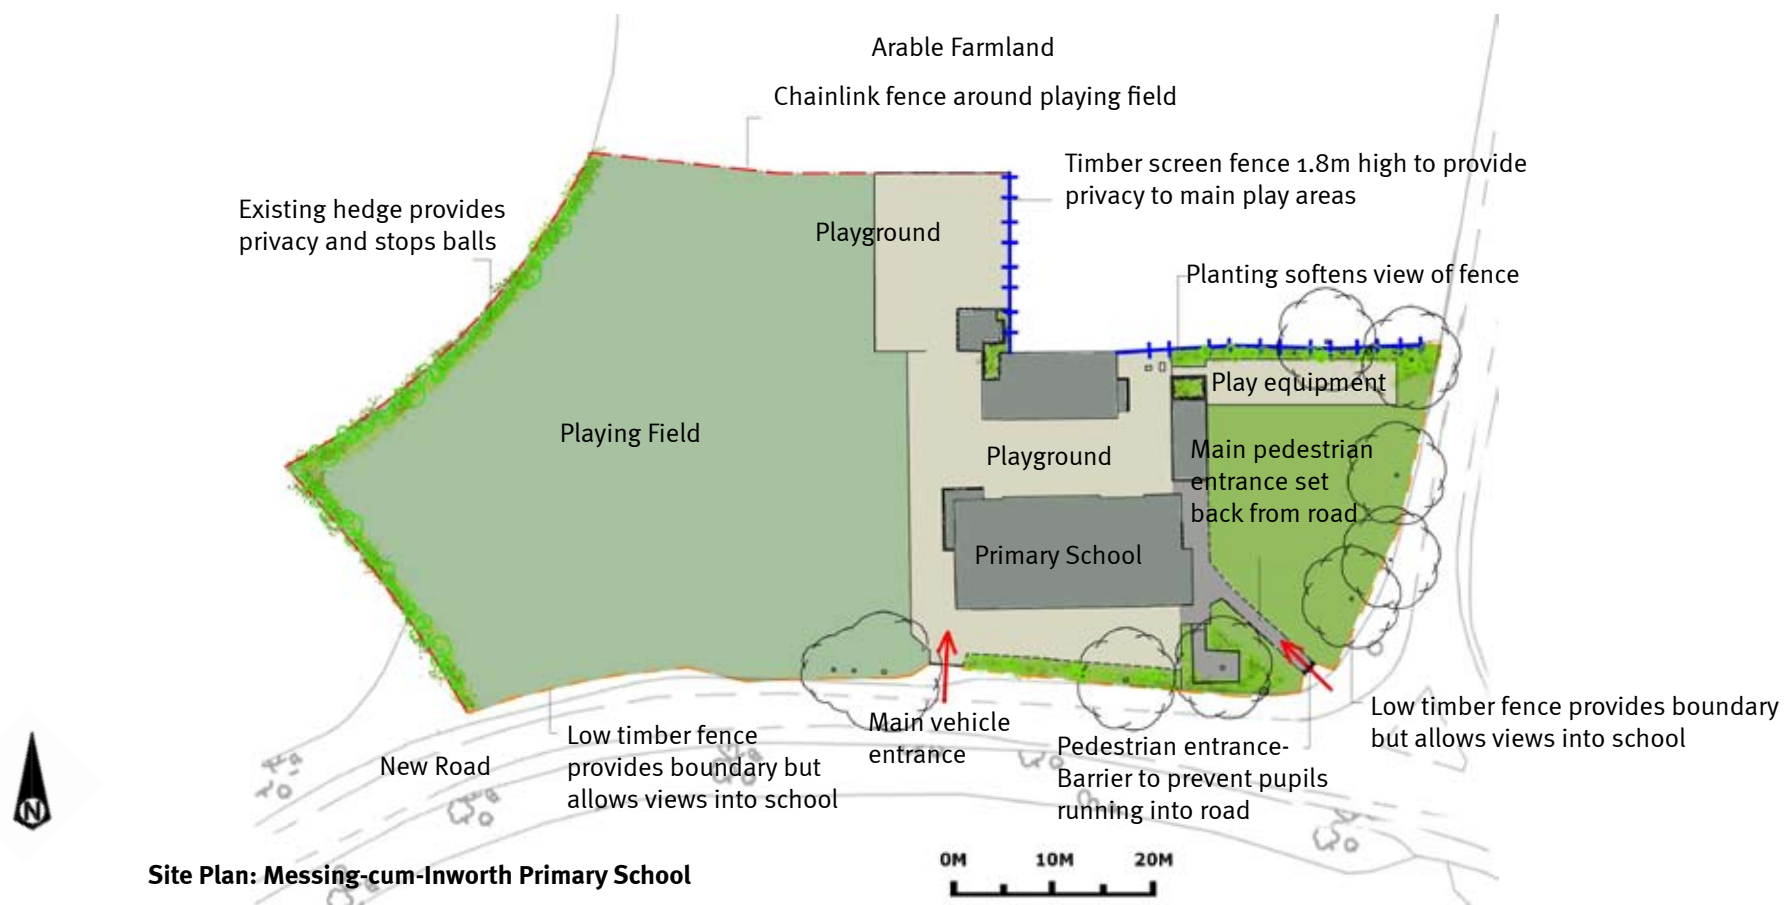 Arable Farmland
Chainlink fence around playing field
Timber screen fence 1.8m high to provide
privacy to main play areas
Existing hedge provides
privacy and stops balls
Playground
Planting softens view of fence
Play equipment
Playing Field
Playground
Main pedestrian
entrance set
back from road
Primary School
Low timber fence provides boundary
but allows views into school
Main vehicle
entrance
Low timber fence
provides boundary but
allows views into school
Pedestrian entrance-
Barrier to prevent pupils
running into road
New Road
N
Site Plan: Messing-cum-Inworth Primary School
0M 10M 20M